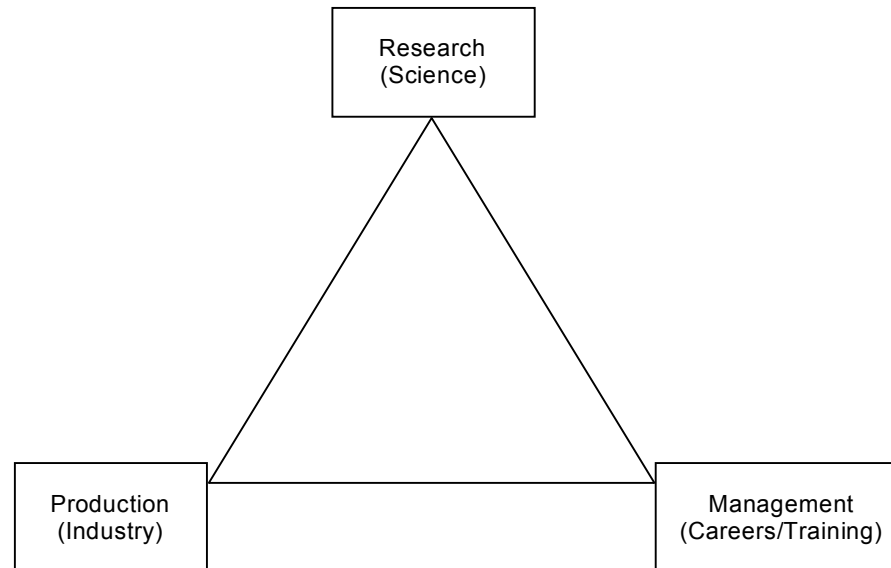 Research
(Science)
Production
(Industry)
Management
(Careers/Training)